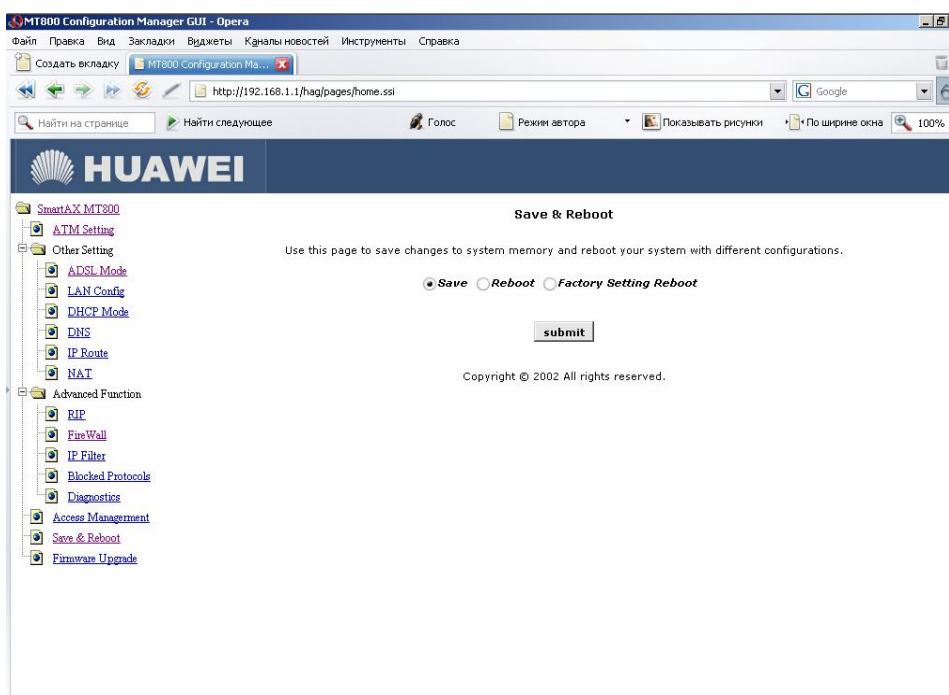 MT800 Configuration Manager GUI - Opera
Файл Правка Вид Закладки Виджеты Каналы новостей Инструменты Справка
Создать вкладку MT800 Configuration Ma...
http://192.168.1.1/hag/pages/home.ssi Google
Найти на странице Найти следующее Голос Режим автора Показывать рисунки По ширине окна 100%
HUAWEI
SmartAX MT800
ATM Setting
Other Setting
ADSL Mode
LAN Config
DHCP Mode
DNS
IP Route
NAT
Advanced Function
RIP
FireWall
IP Filter
Blocked Protocols
Diagnostics
Access Management
Save & Reboot
Firmware Upgrade
Save & Reboot
Use this page to save changes to system memory and reboot your system with different configurations.
Save Reboot Factory Setting Reboot
submit
Copyright © 2002 All rights reserved.